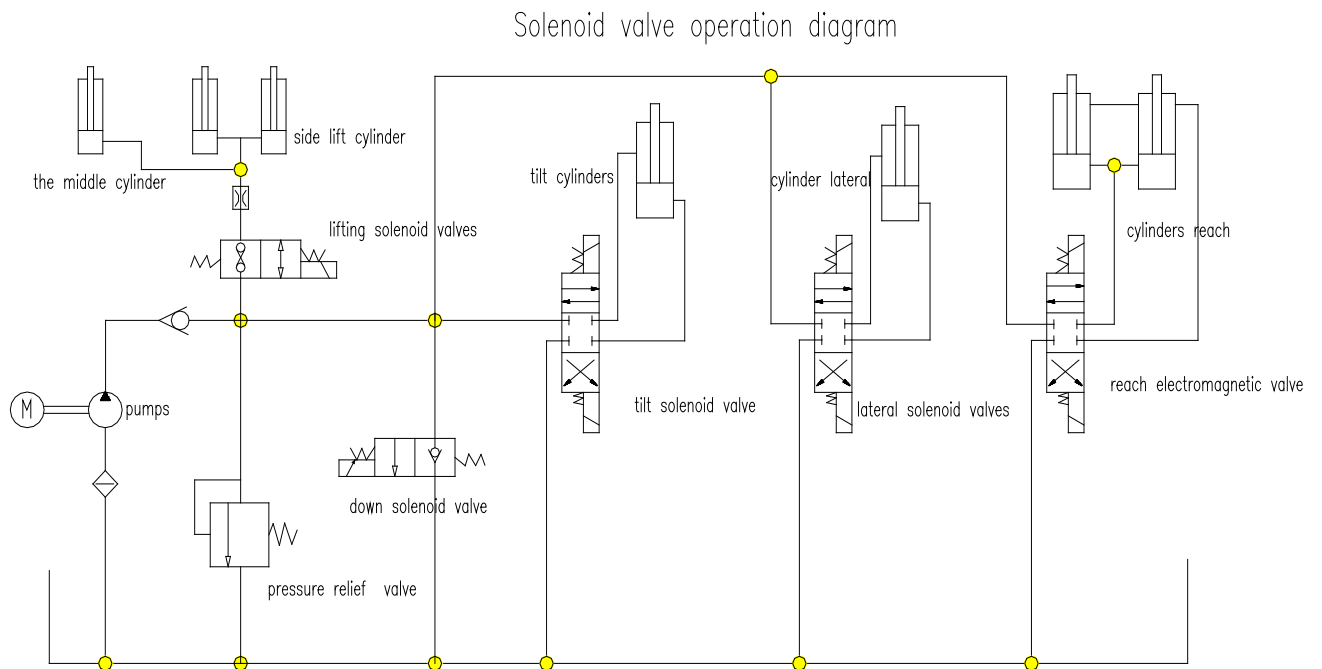 Solenoid valve operation diagram
side lift cylinder
the middle cylinder
tilt cylinders
cylinder lateral
lifting solenoid valves
cylinders reach
M
pumps
tilt solenoid valve
lateral solenoid valves
reach electromagnetic valve
down solenoid valve
pressure relief valve